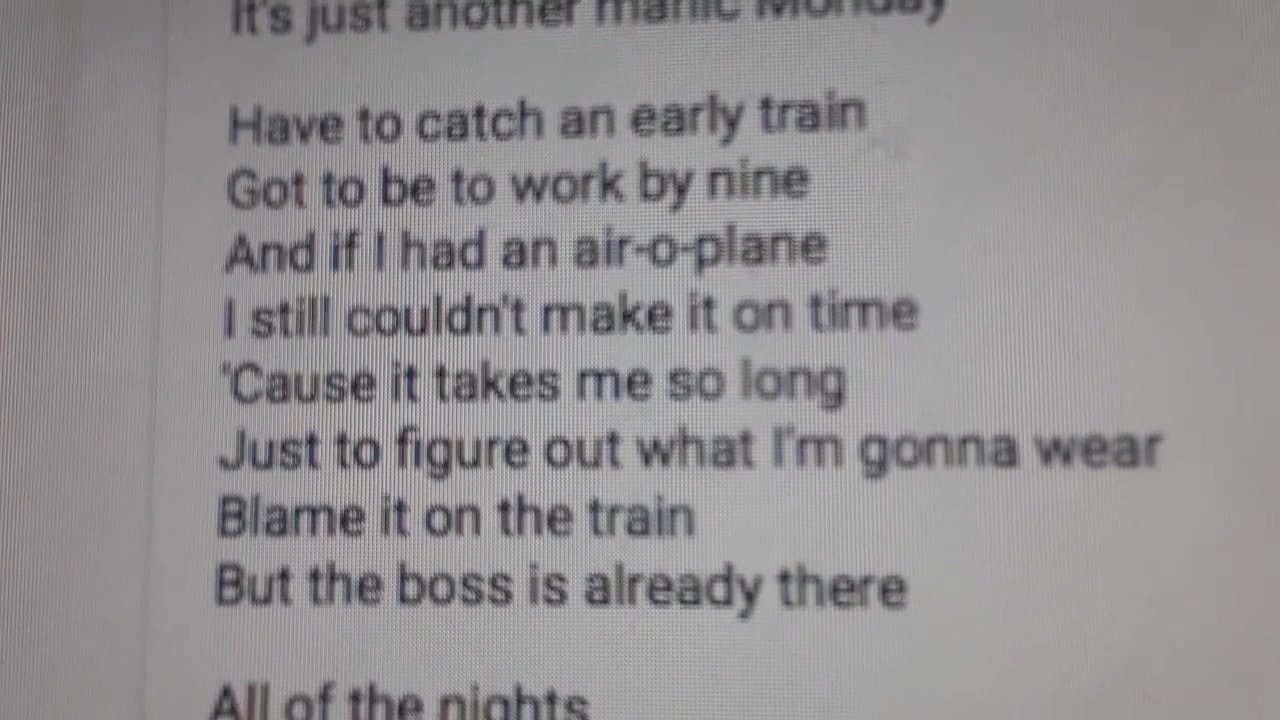 It's just another manic Monday
Have to catch an early train
Got to be to work by nine
And if I had an air-o-plane
I still couldn't make it on time
'Cause it takes me so long
Just to figure out what I'm gonna wear
Blame it on the train
But the boss is already there
All of the nights